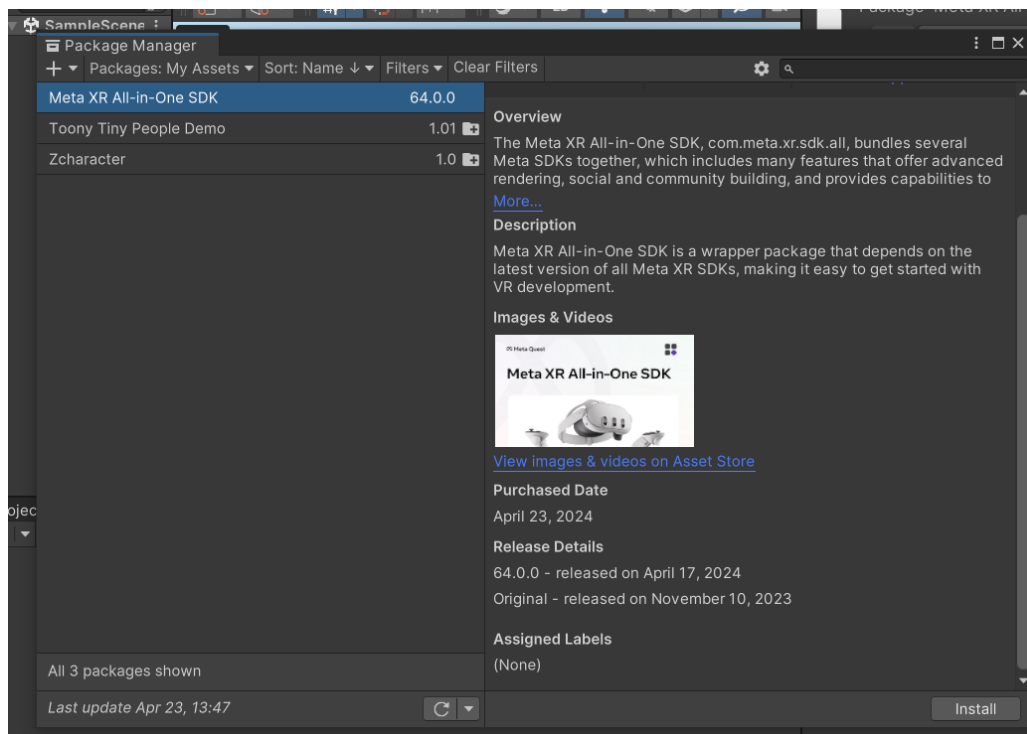 SampleScene
Package Manager
Packages: My Assets
Sort: Name ↓
Filters
Clear Filters
Meta XR All-in-One SDK 64.0.0
Toony Tiny People Demo 1.01
Zcharacter 1.0
Overview
The Meta XR All-in-One SDK, com.meta.xr.sdk.all, bundles several
Meta SDKs together, which includes many features that offer advanced
rendering, social and community building, and provides capabilities to
More...
Description
Meta XR All-in-One SDK is a wrapper package that depends on the
latest version of all Meta XR SDKs, making it easy to get started with
VR development.
Images & Videos
Meta Quest
Meta XR All-in-One SDK
View images & videos on Asset Store
Purchased Date
April 23, 2024
Release Details
64.0.0 - released on April 17, 2024
Original - released on November 10, 2023
Assigned Labels
(None)
ojec
All 3 packages shown
Last update Apr 23, 13:47
Install